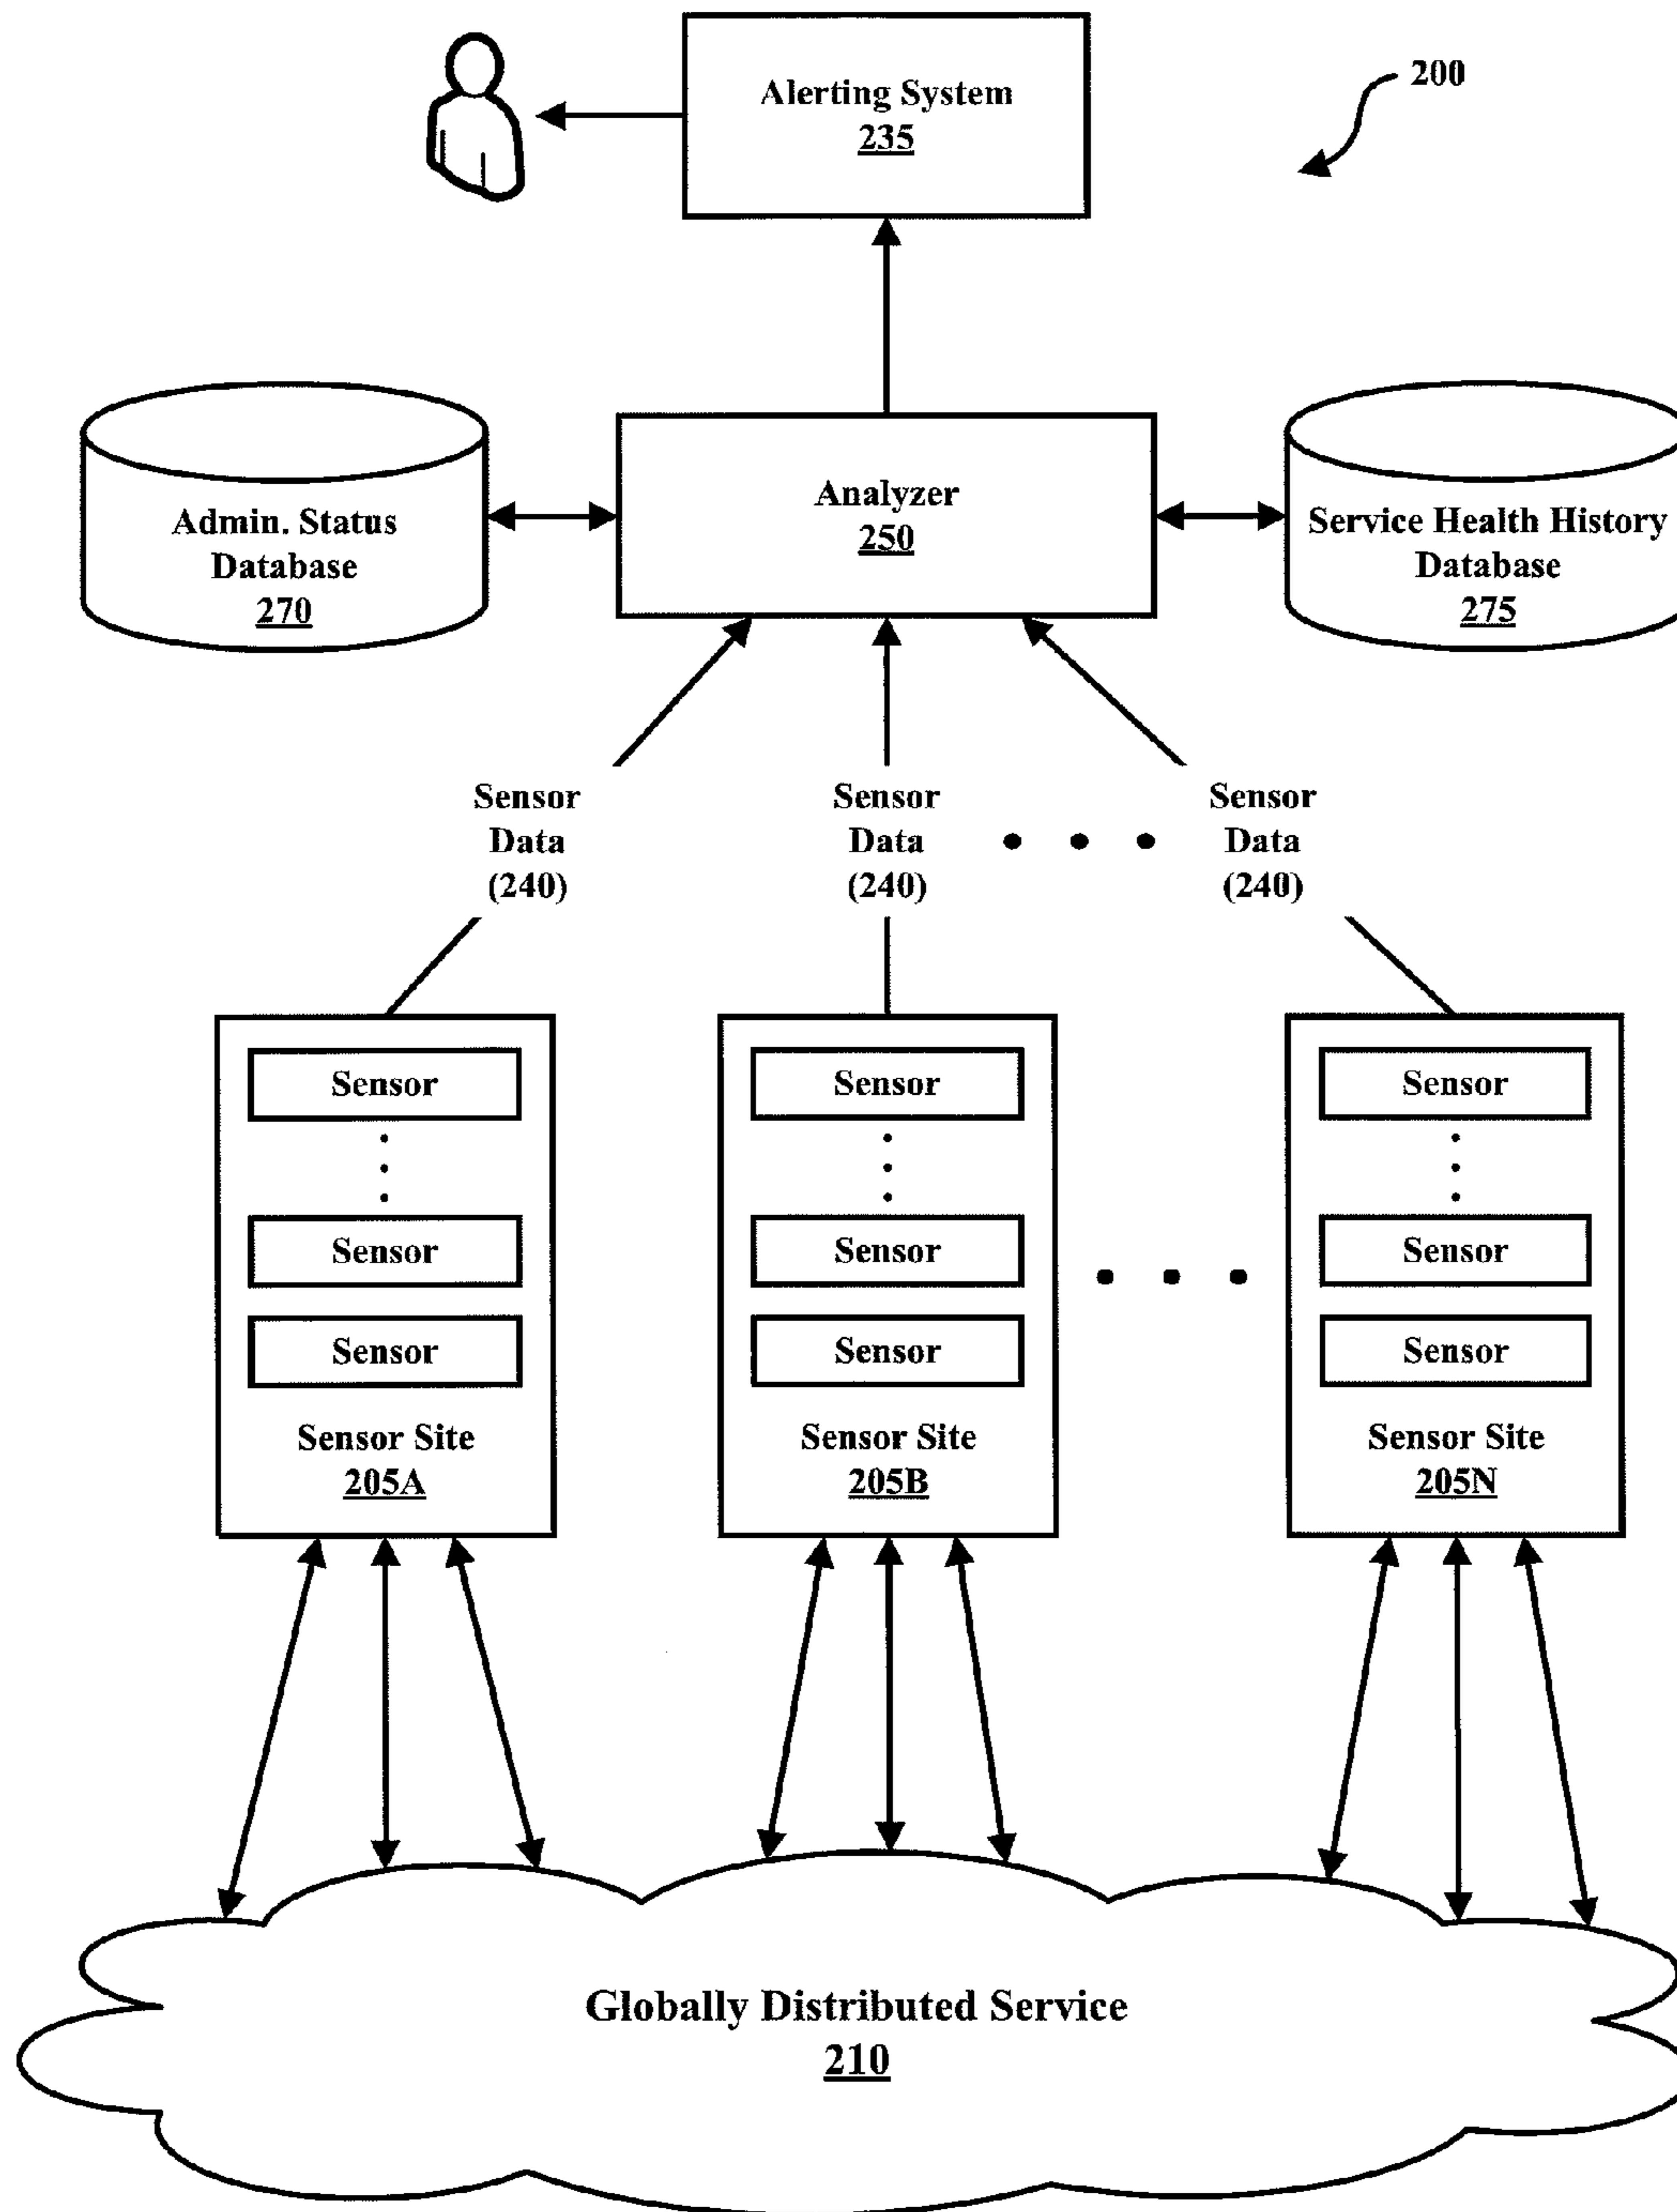 200
Alerting System
235
Admin. Status
Database
270
Analyzer
250
Service Health History
Database
275
Sensor
Data
(240)
Sensor
Data
(240)
Sensor
Data
(240)
Sensor
Sensor
Sensor
Sensor Site
205A
Sensor
Sensor
Sensor
Sensor Site
205B
Sensor
Sensor
Sensor
Sensor Site
205N
Globally Distributed Service
210